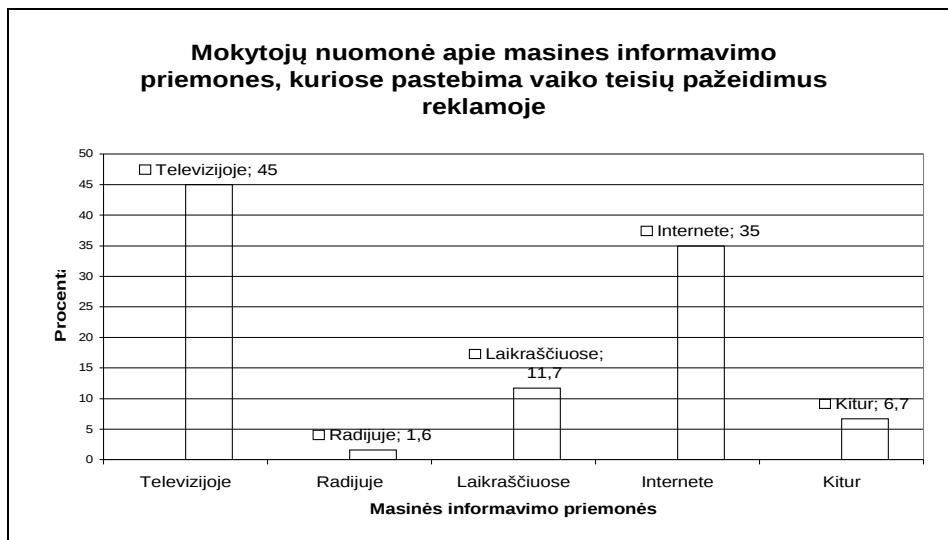 Mokytojų nuomonė apie masines informavimo
priemones, kuriose pastebima vaiko teisių pažeidimus
reklamoje
50
45
40
35
30
25
20
15
10
5
0
Procentai
Televizijoje; 45
Radijuje; 1,6
Laikraščiuose;
11,7
Internete; 35
Kitur; 6,7
Televizijoje Radijuje Laikraščiuose Internete Kitur
Masinės informavimo priemonės